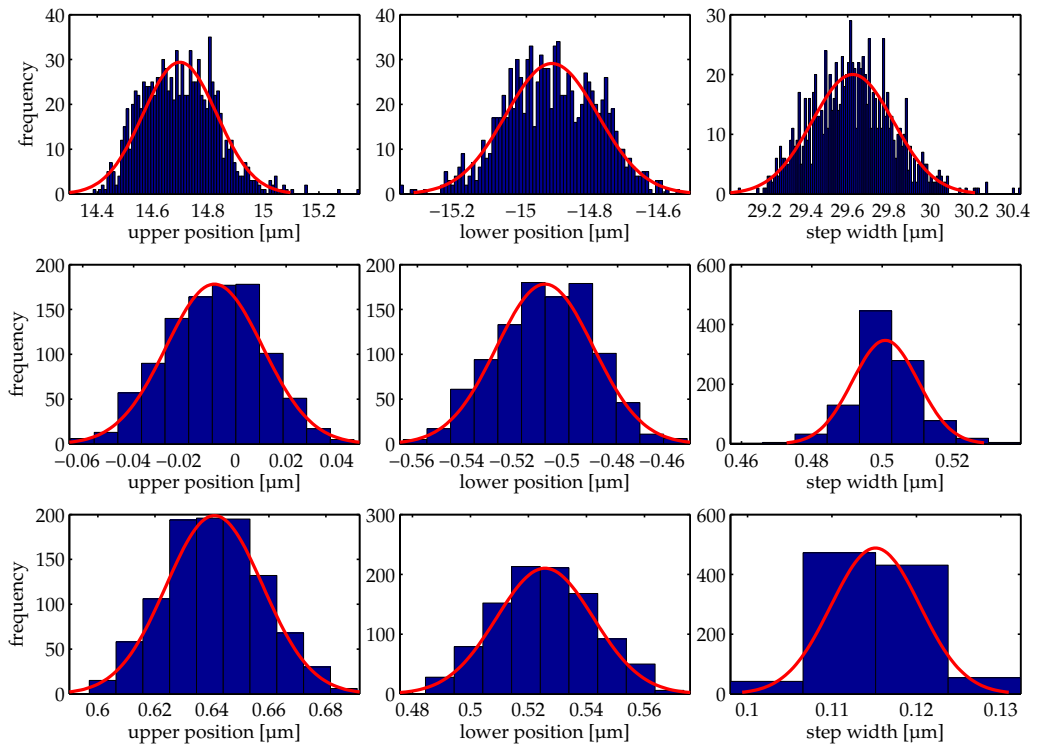 40 40 30
30 30
20 20 20
10 10 10
0 0 0
14.4 14.6 14.8 15 15.2 −15.2 −15 −14.8 −14.6 29.2 29.4 29.6 29.8 30 30.2 30.4
frequency
upper position [µm] lower position [µm] step width [µm]
200 200 600
150 150
400
100 100
200
50 50
0 0 0
−0.06 −0.04 −0.02 0 0.02 0.04 −0.56 −0.54 −0.52 −0.5 −0.48 −0.46 0.46 0.48 0.5 0.52
frequency
upper position [µm] lower position [µm] step width [µm]
200 300 600
150
200 400
100
100 200
50
0 0 0
0.6 0.62 0.64 0.66 0.68 0.48 0.5 0.52 0.54 0.56 0.1 0.11 0.12 0.13
frequency
upper position [µm] lower position [µm] step width [µm]